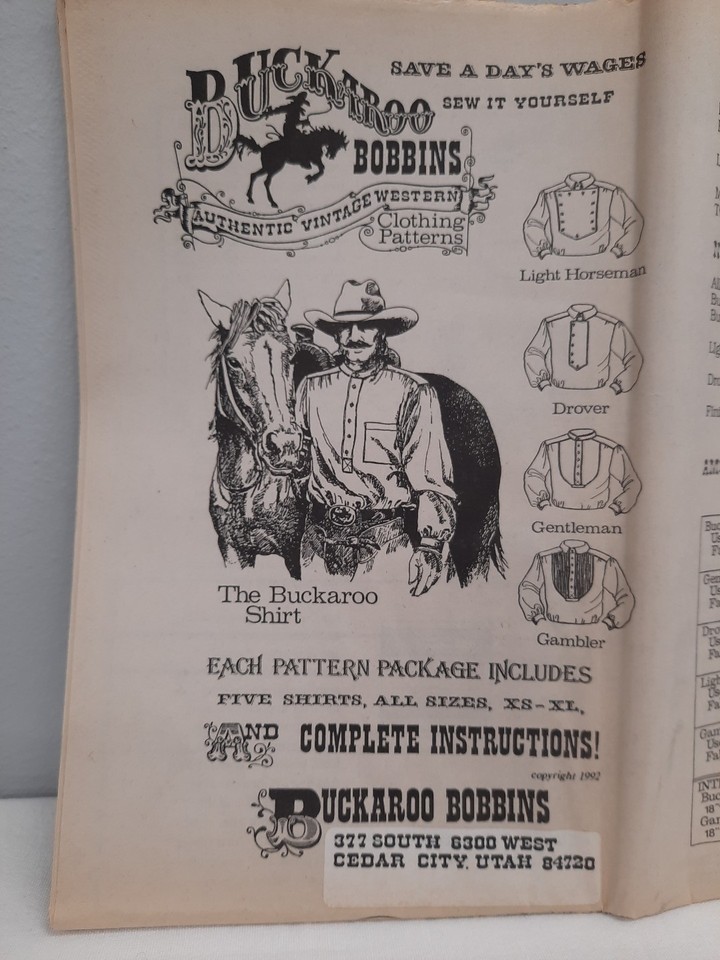 BUCKAROO
BOBBINS
AUTHENTIC VINTAGE WESTERN
Clothing
Patterns
SAVE A DAY'S WAGES
SEW IT YOURSELF
Light Horseman
Drover
Gentleman
Gambler
The Buckaroo
Shirt
EACH PATTERN PACKAGE INCLUDES
FIVE SHIRTS, ALL SIZES, XS-XL,
AND COMPLETE INSTRUCTIONS!
copyright 1992
BUCKAROO BOBBINS
377 SOUTH 6300 WEST
CEDAR CITY, UTAH 84720